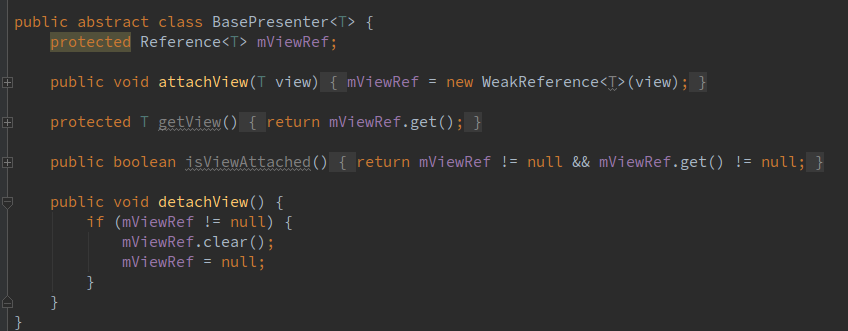 public abstract class BasePresenter<T> {
    protected Reference<T> mViewRef;
    public void attachView(T view) { mViewRef = new WeakReference<T>(view); }
    protected T getView() { return mViewRef.get(); }
    public boolean isViewAttached() { return mViewRef != null && mViewRef.get() != null; }
    public void detachView() {
        if (mViewRef != null) {
            mViewRef.clear();
            mViewRef = null;
        }
    }
}